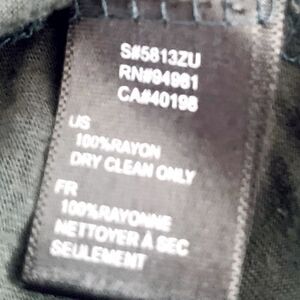 S#5813ZU
RN#94981
CA#40198
US
100%RAYON
DRY CLEAN ONLY
FR
100%RAYONNE
NETTOYER À SEC
SEULEMENT